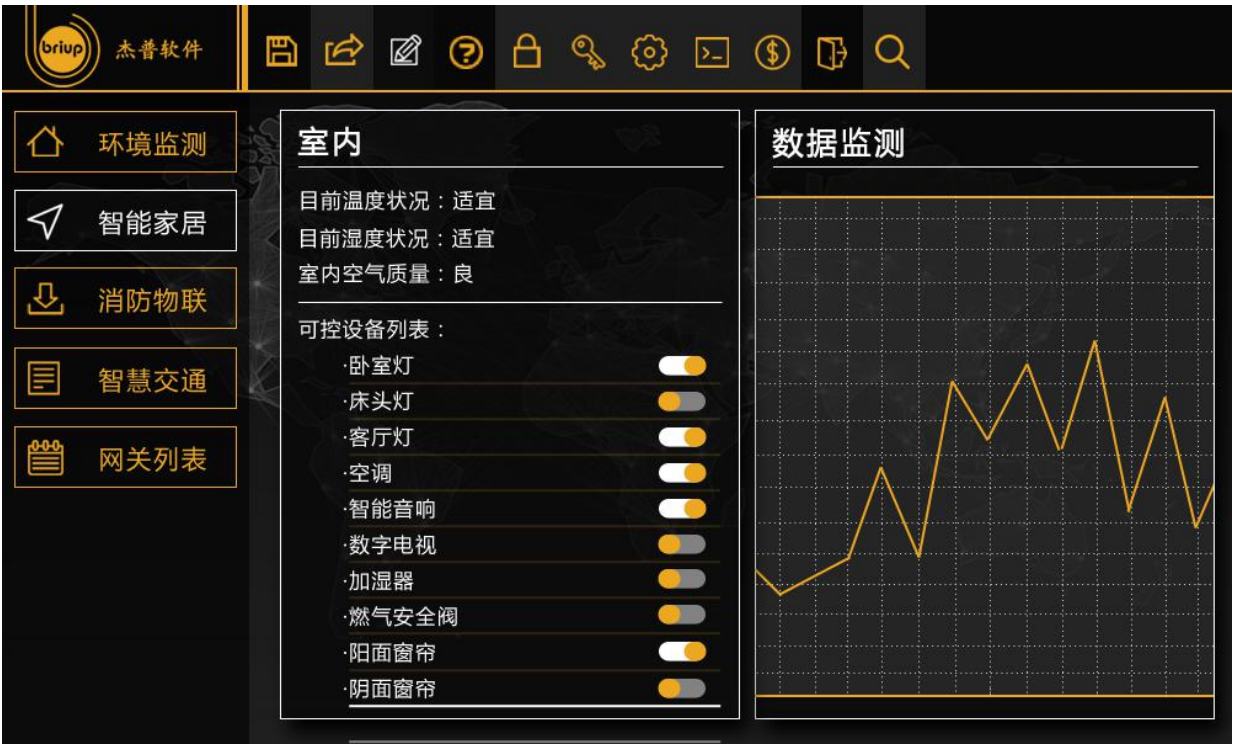 briup 杰普软件
环境监测
智能家居
消防物联
智慧交通
网关列表
室内
目前温度状况：适宜
目前湿度状况：适宜
室内空气质量：良
可控设备列表：
·卧室灯
·床头灯
·客厅灯
·空调
·智能音响
·数字电视
·加湿器
·燃气安全阀
·阳面窗帘
·阴面窗帘
数据监测